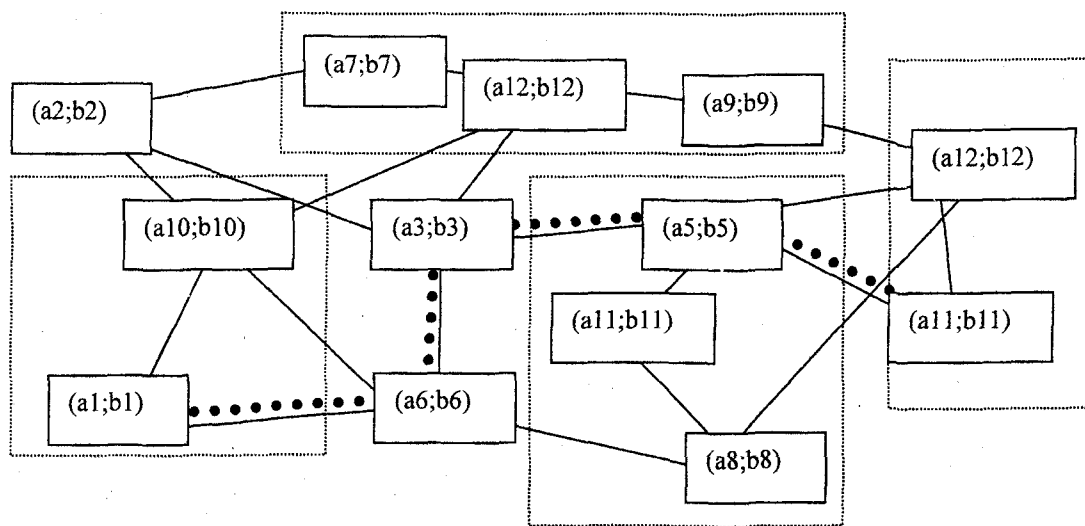 (a7;b7)
(a12;b12)
(a9;b9)
(a2;b2)
(a12;b12)
(a10;b10)
(a3;b3)
(a5;b5)
(a11;b11)
(a11;b11)
(a1;b1)
(a6;b6)
(a8;b8)